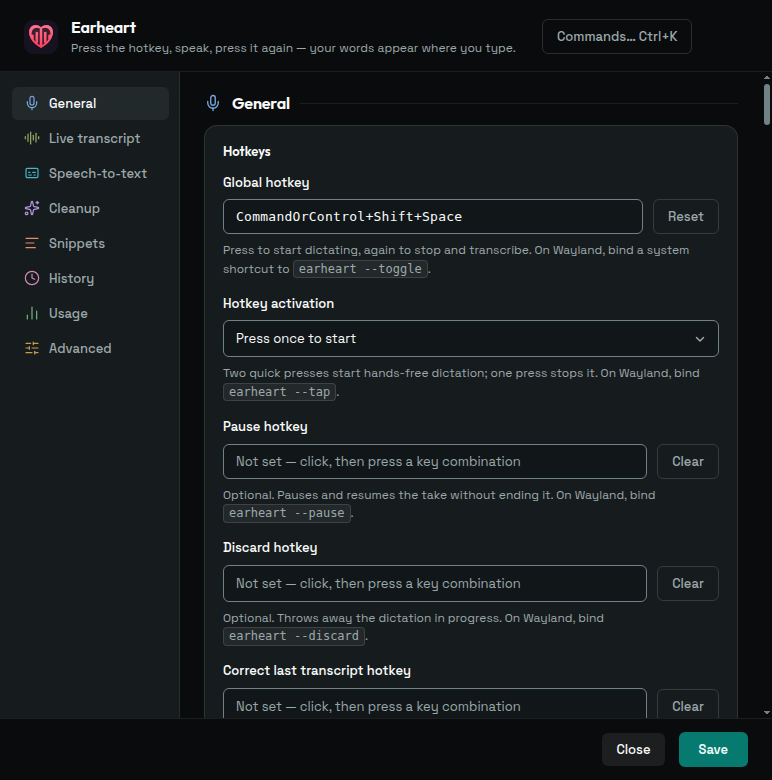 Earheart
Press the hotkey, speak, press it again — your words appear where you type.
Commands... Ctrl+K
General
Live transcript
Speech-to-text
Cleanup
Snippets
History
Usage
Advanced
General
Hotkeys
Global hotkey
CommandOrControl+Shift+Space
Reset
Press to start dictating, again to stop and transcribe. On Wayland, bind a system
shortcut to earheart --toggle.
Hotkey activation
Press once to start
Two quick presses start hands-free dictation; one press stops it. On Wayland, bind
earheart --tap.
Pause hotkey
Not set — click, then press a key combination
Clear
Optional. Pauses and resumes the take without ending it. On Wayland, bind
earheart --pause.
Discard hotkey
Not set — click, then press a key combination
Clear
Optional. Throws away the dictation in progress. On Wayland, bind
earheart --discard.
Correct last transcript hotkey
Not set — click, then press a key combination
Clear
Close
Save